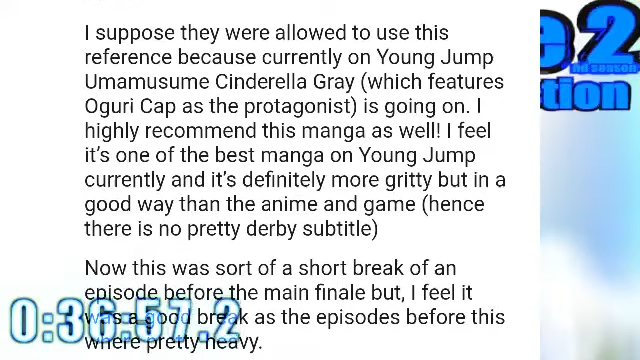 I suppose they were allowed to use this
reference because currently on Young Jump
Umamusume Cinderella Gray (which features
Oguri Cap as the protagonist) is going on. I
highly recommend this manga as well! I feel
it's one of the best manga on Young Jump
currently and it's definitely more gritty but in a
good way than the anime and game (hence
there is no pretty derby subtitle)
Now this was sort of a short break of an
episode before the main finale but, I feel it
was a good break as the episodes before this
where pretty heavy.
0:36:57.2
e 2
nd season
tion